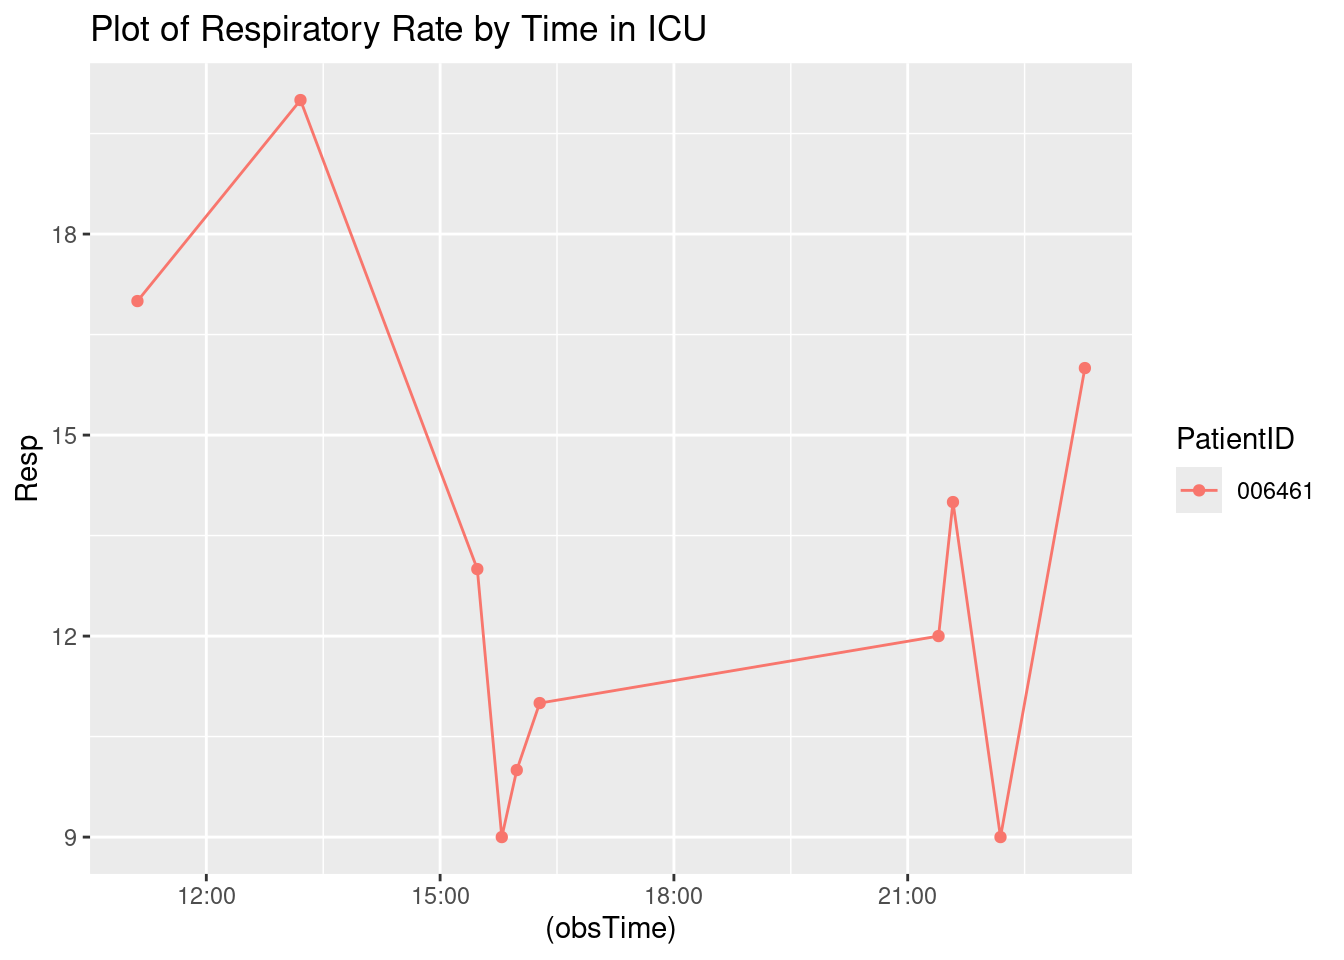 Plot of Respiratory Rate by Time in ICU
Resp
18
15
12
9
12:00 15:00 18:00 21:00
(obsTime)
PatientID
006461